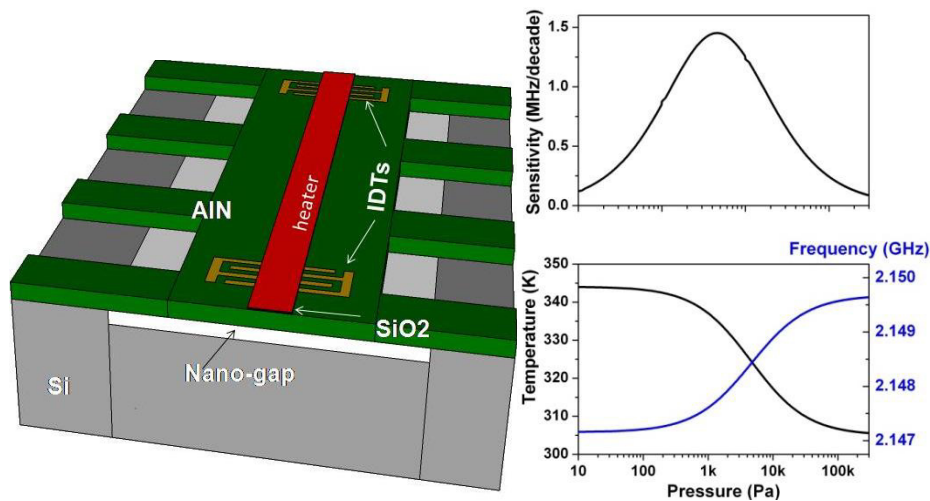 AlN
heater
IDTs
SiO2
Nano-gap
Si
Sensitivity (MHz/decade)
1.5
1.0
0.5
0.0
Frequency (GHz)
Temperature (K)
350
340
330
320
310
300
2.150
2.149
2.148
2.147
10 100 1k 10k 100k
Pressure (Pa)